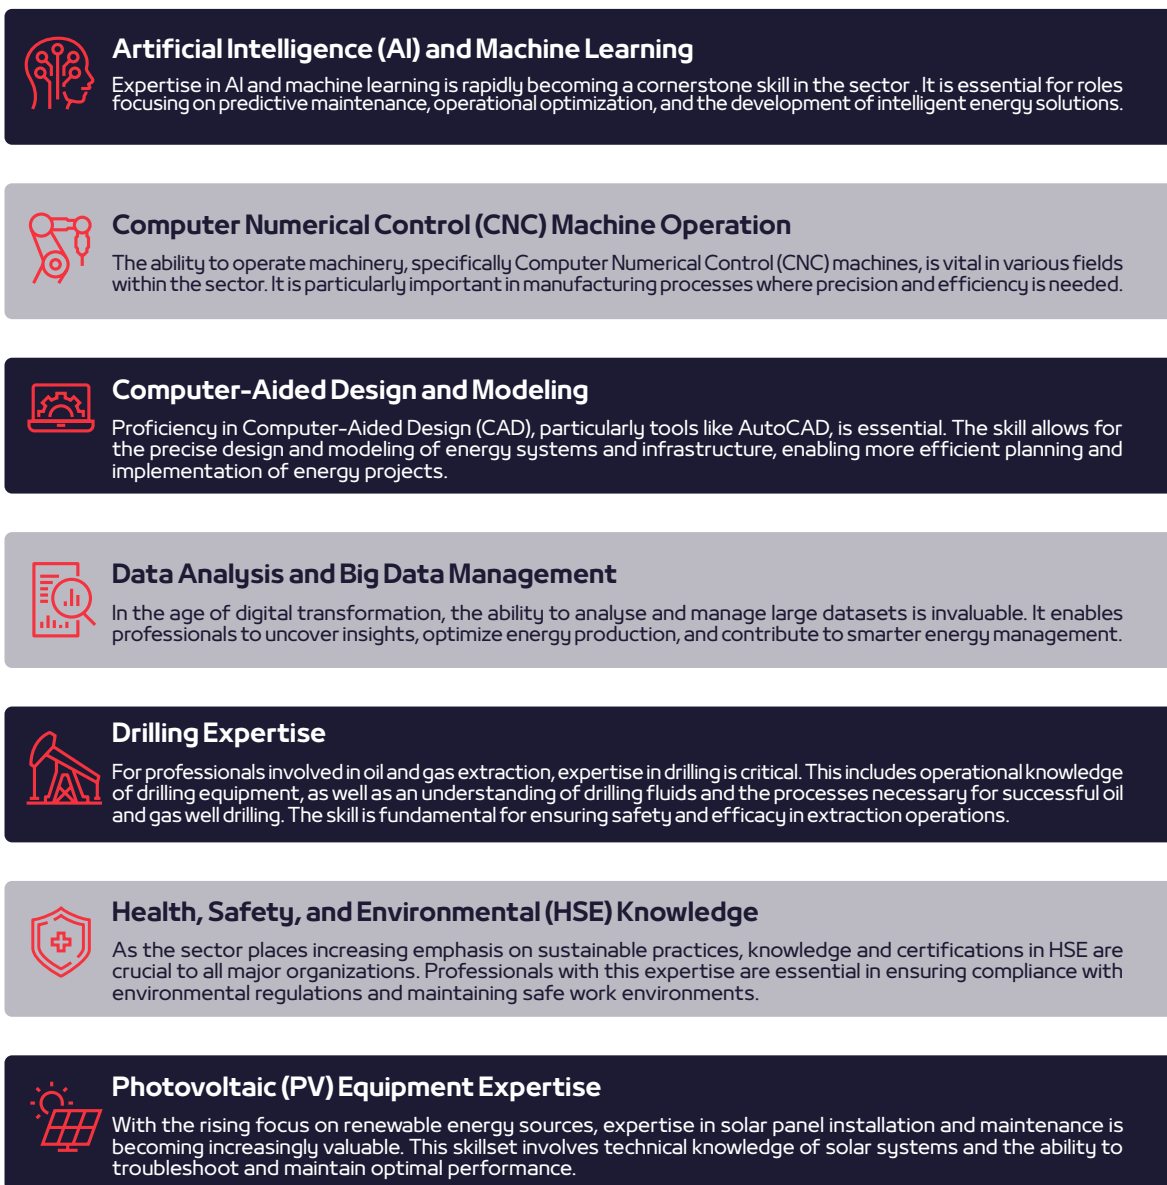 Artificial Intelligence (AI) and Machine Learning
Expertise in AI and machine learning is rapidly becoming a cornerstone skill in the sector . It is essential for roles
focusing on predictive maintenance, operational optimization, and the development of intelligent energy solutions.
Computer Numerical Control (CNC) Machine Operation
The ability to operate machinery, specifically Computer Numerical Control (CNC) machines, is vital in various fields
within the sector. It is particularly important in manufacturing processes where precision and efficiency is needed.
Computer-Aided Design and Modeling
Proficiency in Computer-Aided Design (CAD), particularly tools like AutoCAD, is essential. The skill allows for
the precise design and modeling of energy systems and infrastructure, enabling more efficient planning and
implementation of energy projects.
Data Analysis and Big Data Management
In the age of digital transformation, the ability to analyse and manage large datasets is invaluable. It enables
professionals to uncover insights, optimize energy production, and contribute to smarter energy management.
Drilling Expertise
For professionals involved in oil and gas extraction, expertise in drilling is critical. This includes operational knowledge
of drilling equipment, as well as an understanding of drilling fluids and the processes necessary for successful oil
and gas well drilling. The skill is fundamental for ensuring safety and efficacy in extraction operations.
Health, Safety, and Environmental (HSE) Knowledge
As the sector places increasing emphasis on sustainable practices, knowledge and certifications in HSE are
crucial to all major organizations. Professionals with this expertise are essential in ensuring compliance with
environmental regulations and maintaining safe work environments.
Photovoltaic (PV) Equipment Expertise
With the rising focus on renewable energy sources, expertise in solar panel installation and maintenance is
becoming increasingly valuable. This skillset involves technical knowledge of solar systems and the ability to
troubleshoot and maintain optimal performance.